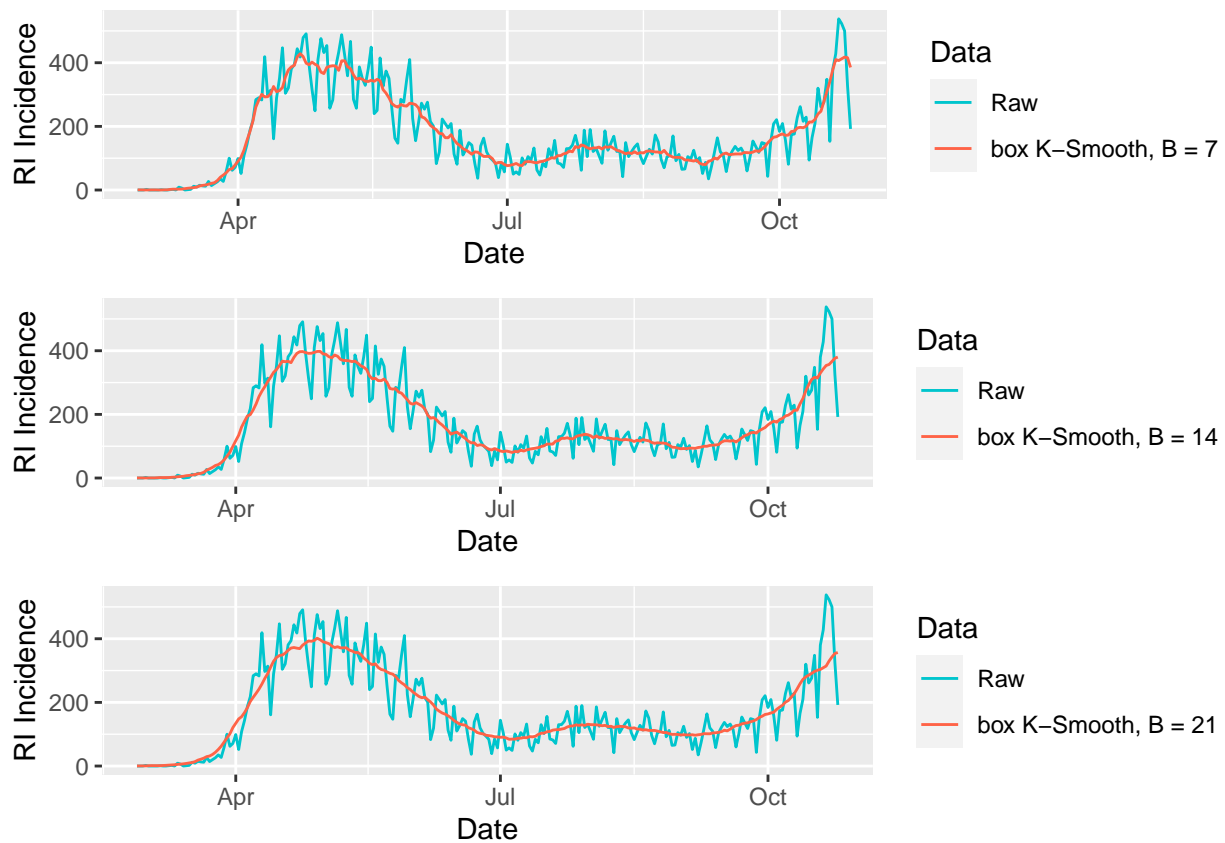 RI Incidence
400
200
0
Apr
Jul
Oct
Date
Data
Raw
box K−Smooth, B = 7
RI Incidence
400
200
0
Apr
Jul
Oct
Date
Data
Raw
box K−Smooth, B = 14
RI Incidence
400
200
0
Apr
Jul
Oct
Date
Data
Raw
box K−Smooth, B = 21